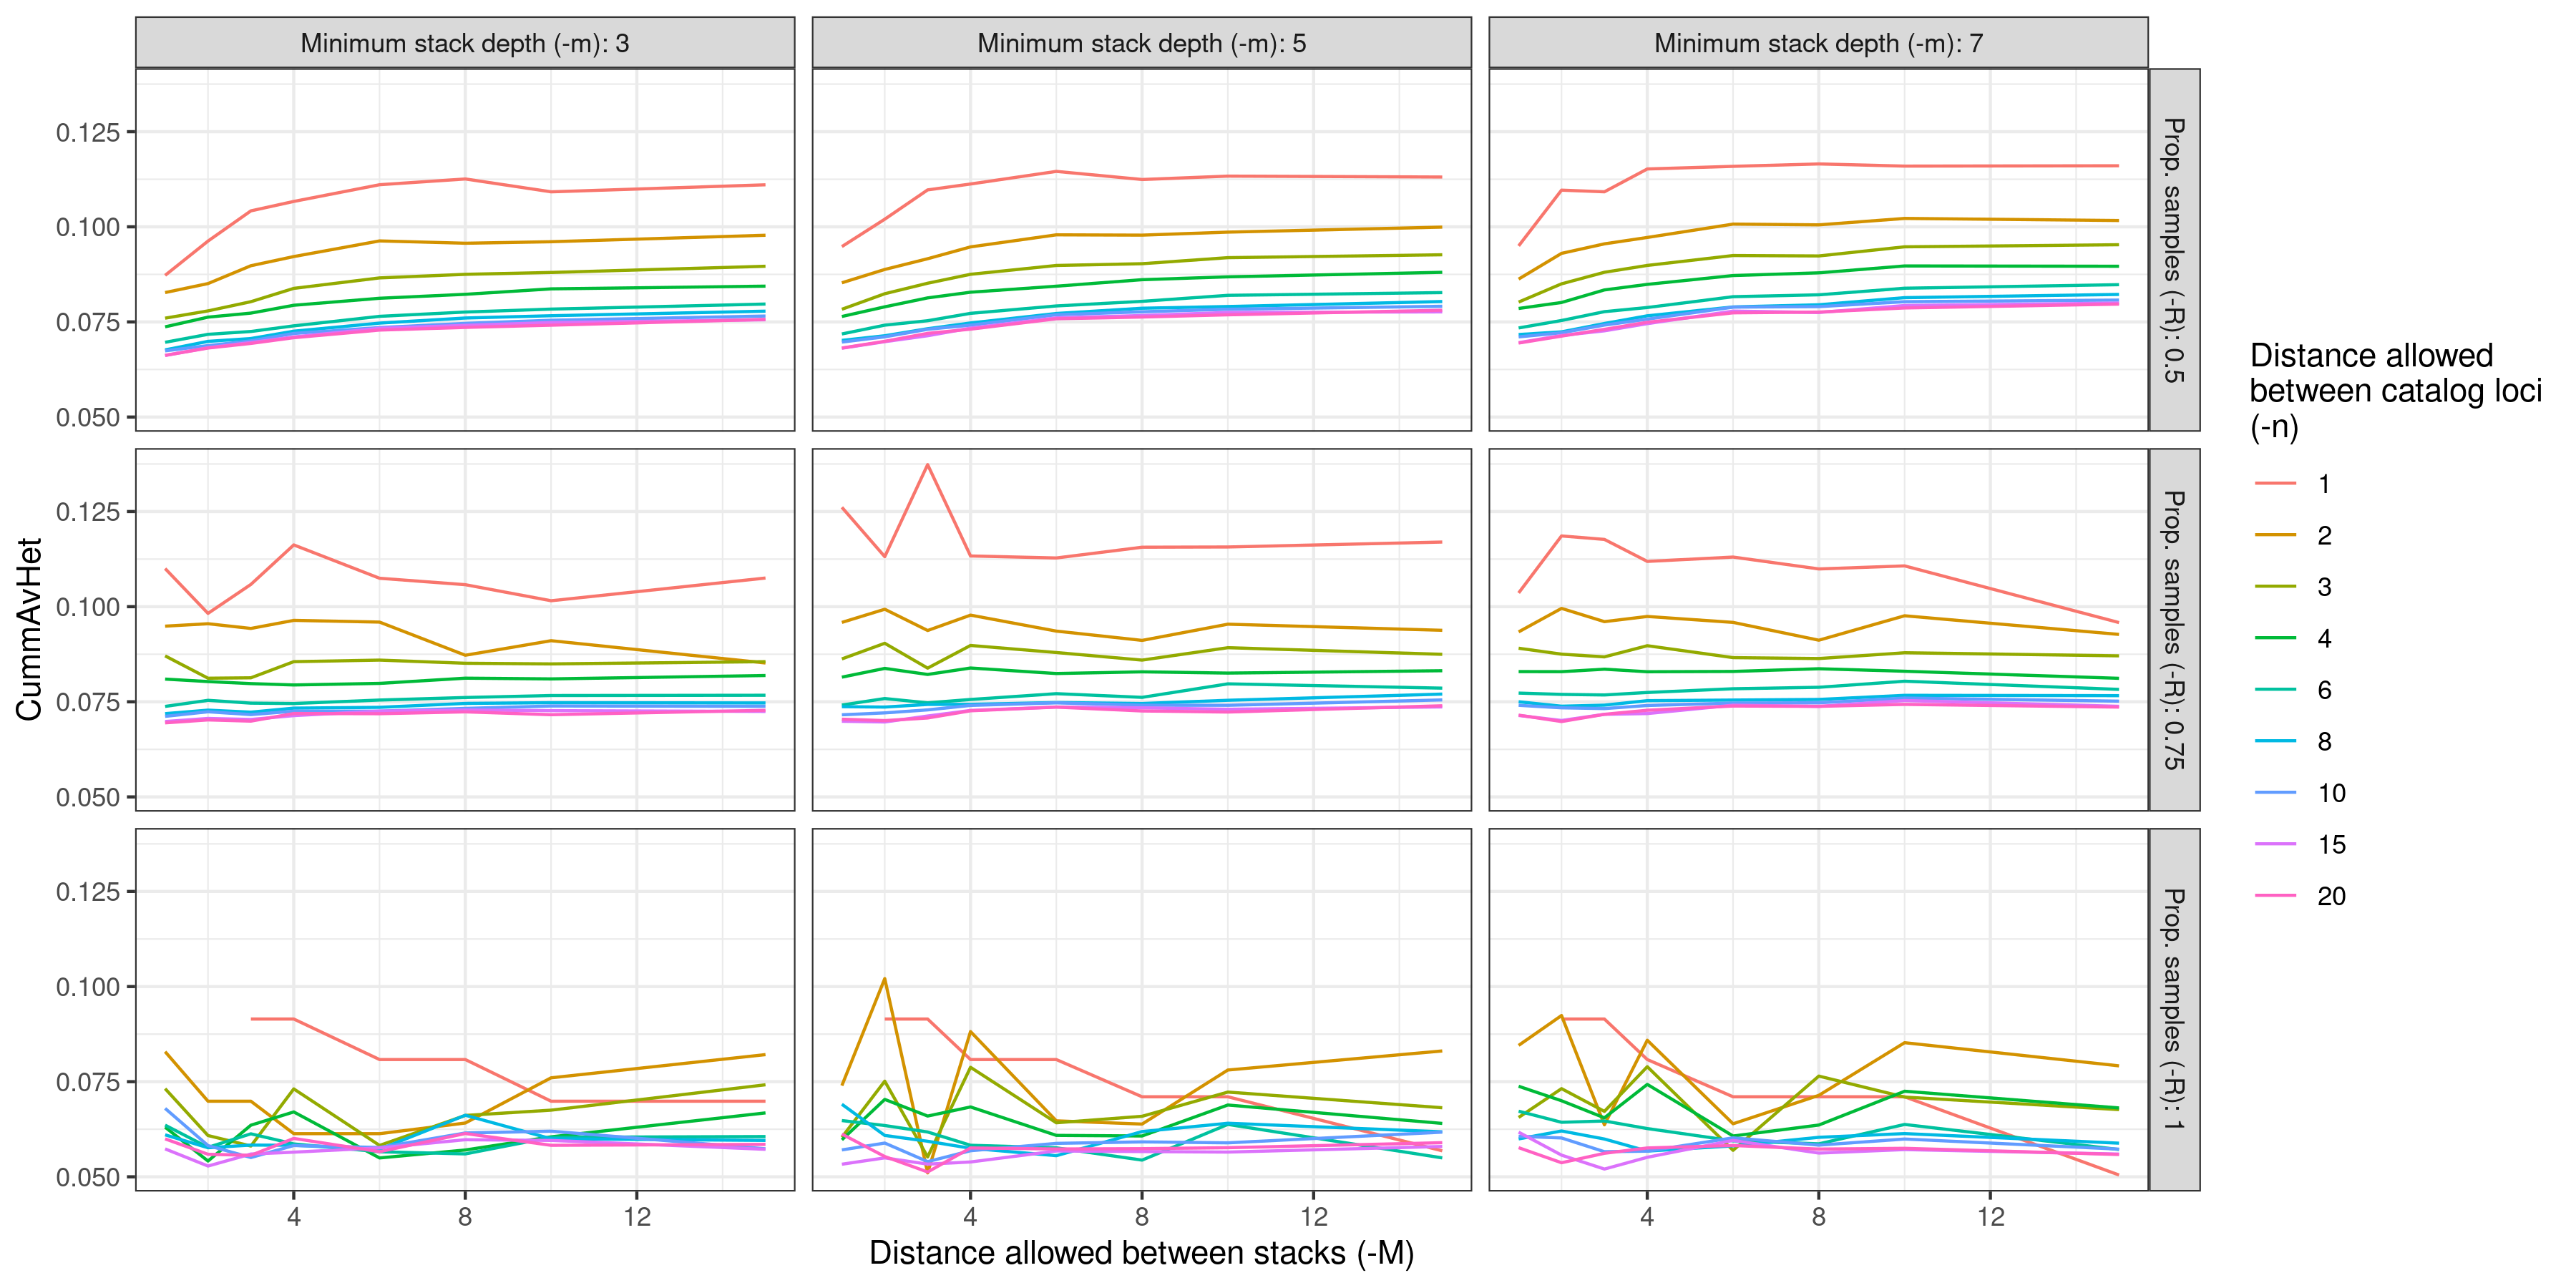 Minimum stack depth (-m): 3
Minimum stack depth (-m): 5
Minimum stack depth (-m): 7
0.125
0.100
0.075
0.050
Prop. samples (-R): 0.5
0.125
0.100
0.075
0.050
Prop. samples (-R): 0.75
0.125
0.100
0.075
0.050
Prop. samples (-R): 1
CummAvHet
4
8
12
4
8
12
4
8
12
Distance allowed between stacks (-M)
Distance allowed
between catalog loci
(-n)
1
2
3
4
6
8
10
15
20